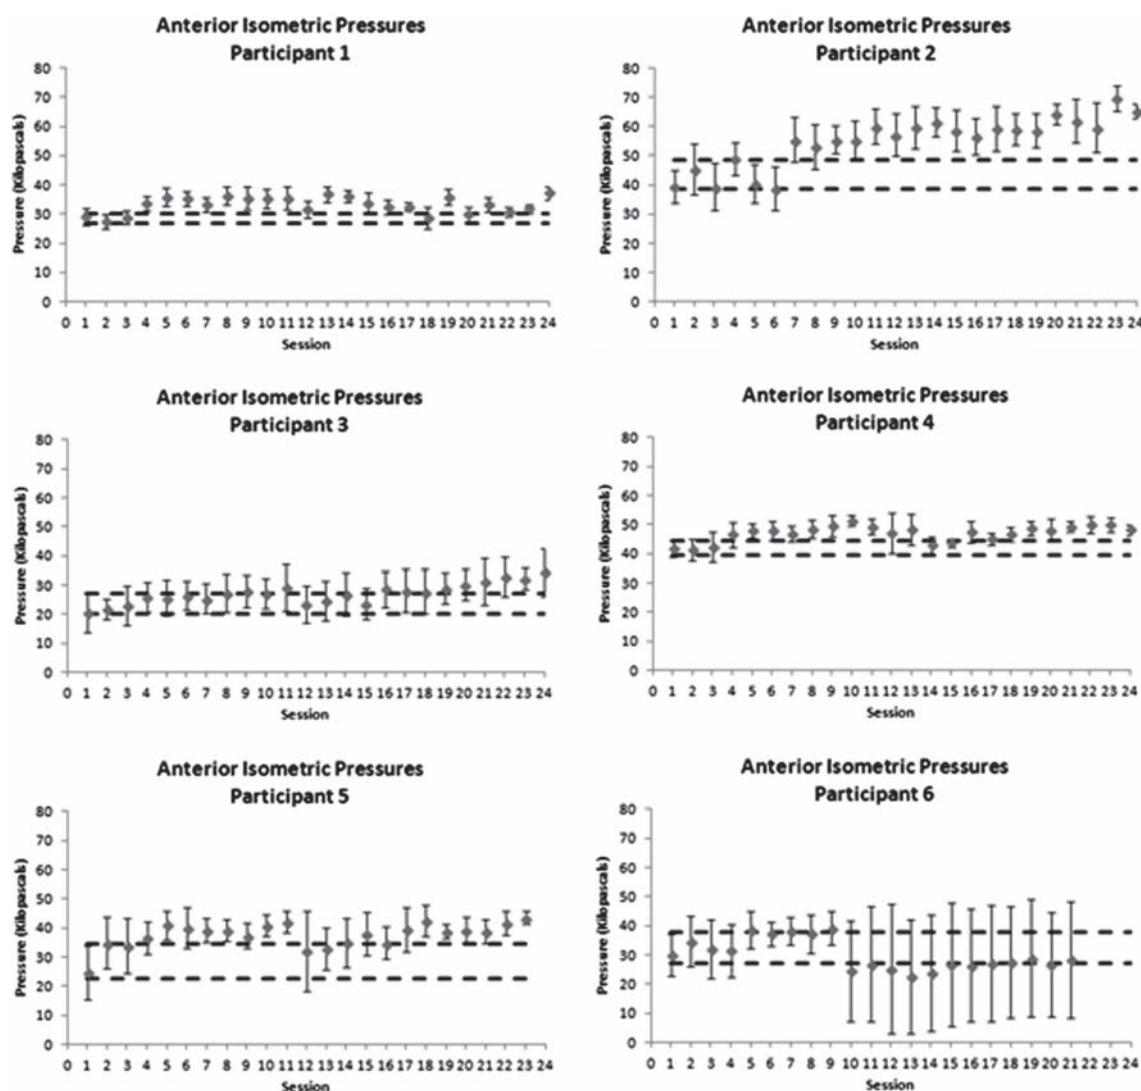 Anterior Isometric Pressures
Participant 1
Pressure (Kilopascals)
80
70
60
50
40
30
20
10
0
0 1 2 3 4 5 6 7 8 9 10 11 12 13 14 15 16 17 18 19 20 21 22 23 24
Session
Anterior Isometric Pressures
Participant 2
Pressure (Kilopascals)
80
70
60
50
40
30
20
10
0
0 1 2 3 4 5 6 7 8 9 10 11 12 13 14 15 16 17 18 19 20 21 22 23 24
Session
Anterior Isometric Pressures
Participant 3
Pressure (Kilopascals)
80
70
60
50
40
30
20
10
0
0 1 2 3 4 5 6 7 8 9 10 11 12 13 14 15 16 17 18 19 20 21 22 23 24
Session
Anterior Isometric Pressures
Participant 4
Pressure (Kilopascals)
80
70
60
50
40
30
20
10
0
0 1 2 3 4 5 6 7 8 9 10 11 12 13 14 15 16 17 18 19 20 21 22 23 24
Session
Anterior Isometric Pressures
Participant 5
Pressure (Kilopascals)
80
70
60
50
40
30
20
10
0
0 1 2 3 4 5 6 7 8 9 10 11 12 13 14 15 16 17 18 19 20 21 22 23 24
Session
Anterior Isometric Pressures
Participant 6
Pressure (Kilopascals)
80
70
60
50
40
30
20
10
0
0 1 2 3 4 5 6 7 8 9 10 11 12 13 14 15 16 17 18 19 20 21 22 23 24
Session